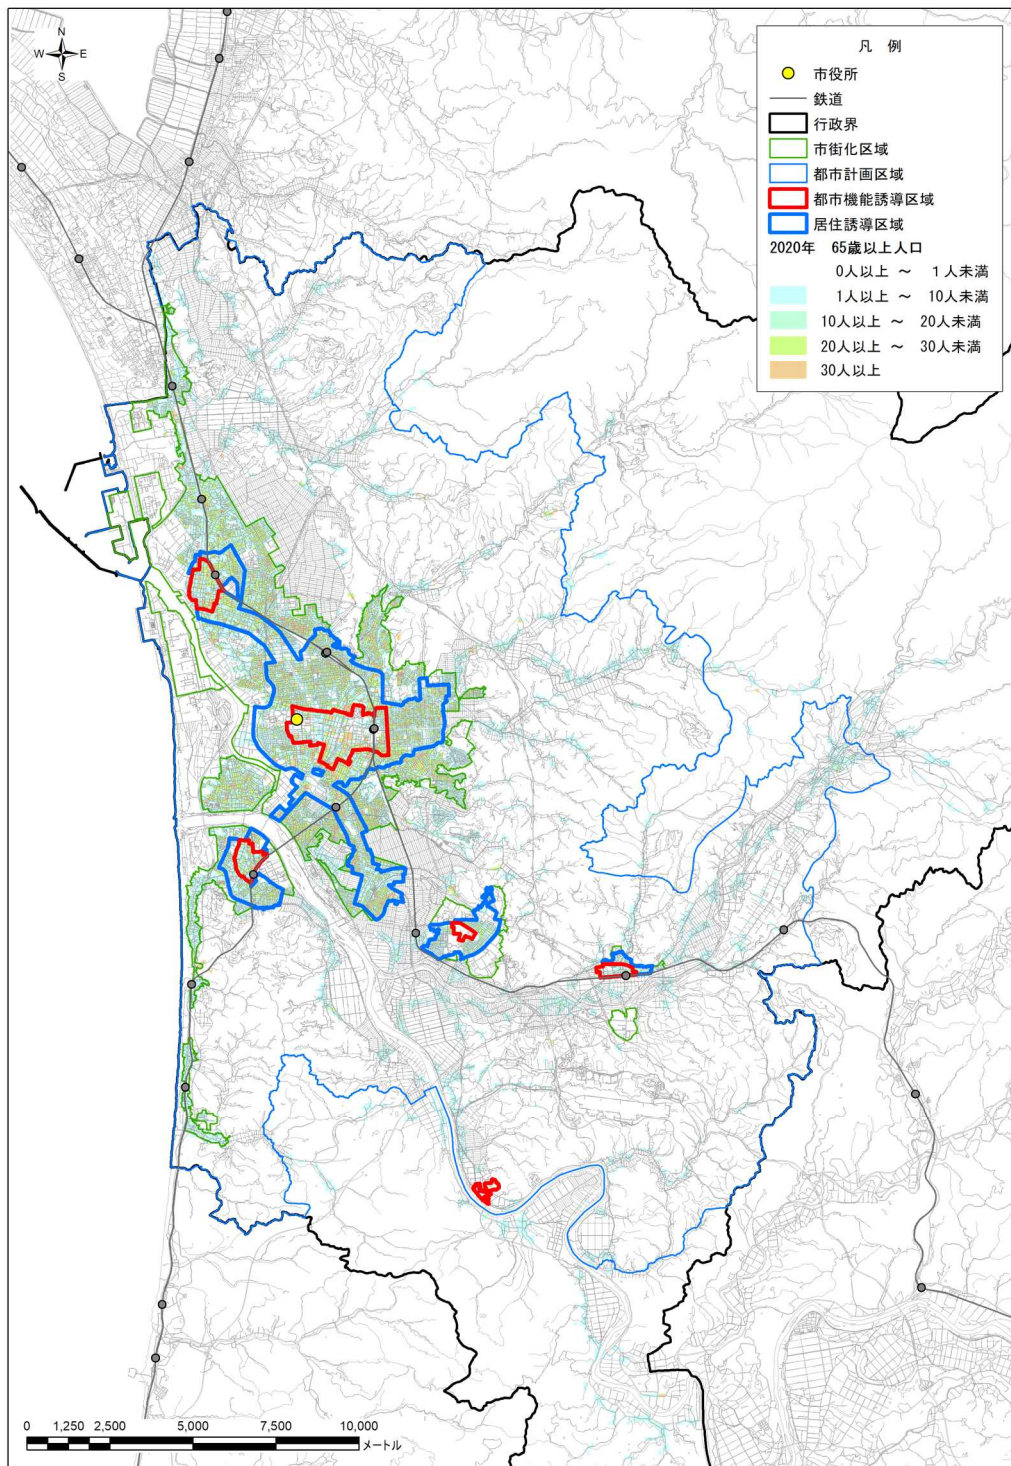 N
W E
S
凡 例
市役所
鉄道
行政界
市街化区域
都市計画区域
都市機能誘導区域
居住誘導区域
2020年 65歳以上人口
0人以上 ～ 1人未満
1人以上 ～ 10人未満
10人以上 ～ 20人未満
20人以上 ～ 30人未満
30人以上
0 1,250 2,500 5,000 7,500 10,000
メートル